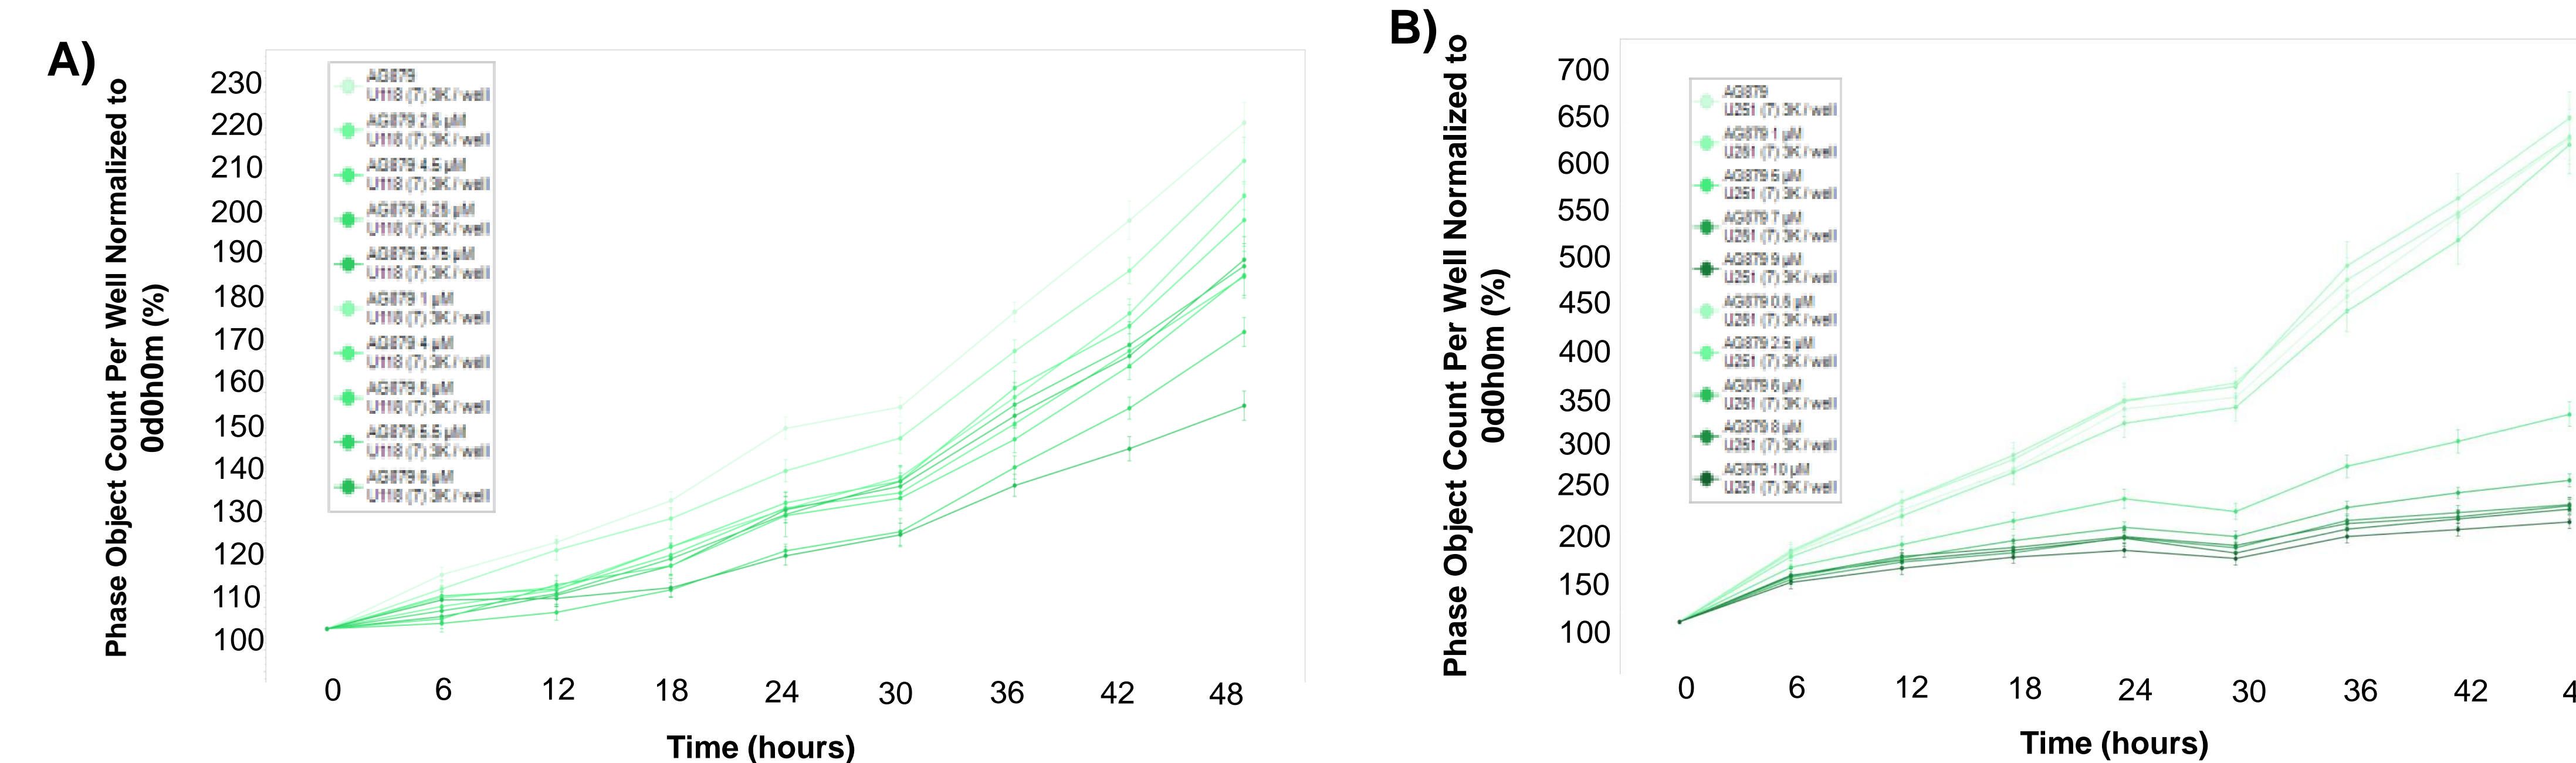 A)
Phase Object Count Per Well Normalized to
0d0h0m (%)
230
220
210
200
190
180
170
160
150
140
130
120
110
100
AG879
U118 (7) 3K / well
AG879 2.5 µM
U118 (7) 3K / well
AG879 4.5 µM
U118 (7) 3K / well
AG879 5.25 µM
U118 (7) 3K / well
AG879 5.75 µM
U118 (7) 3K / well
AG879 1 µM
U118 (7) 3K / well
AG879 4 µM
U118 (7) 3K / well
AG879 5 µM
U118 (7) 3K / well
AG879 5.5 µM
U118 (7) 3K / well
AG879 6 µM
U118 (7) 3K / well
0 6 12 18 24 30 36 42 48
Time (hours)
B)
Phase Object Count Per Well Normalized to
0d0h0m (%)
700
650
600
550
500
450
400
350
300
250
200
150
100
AG879
U251 (7) 3K / well
AG879 1 µM
U251 (7) 3K / well
AG879 5 µM
U251 (7) 3K / well
AG879 7 µM
U251 (7) 3K / well
AG879 9 µM
U251 (7) 3K / well
AG879 0.5 µM
U251 (7) 3K / well
AG879 2.5 µM
U251 (7) 3K / well
AG879 6 µM
U251 (7) 3K / well
AG879 8 µM
U251 (7) 3K / well
AG879 10 µM
U251 (7) 3K / well
0 6 12 18 24 30 36 42 4
Time (hours)